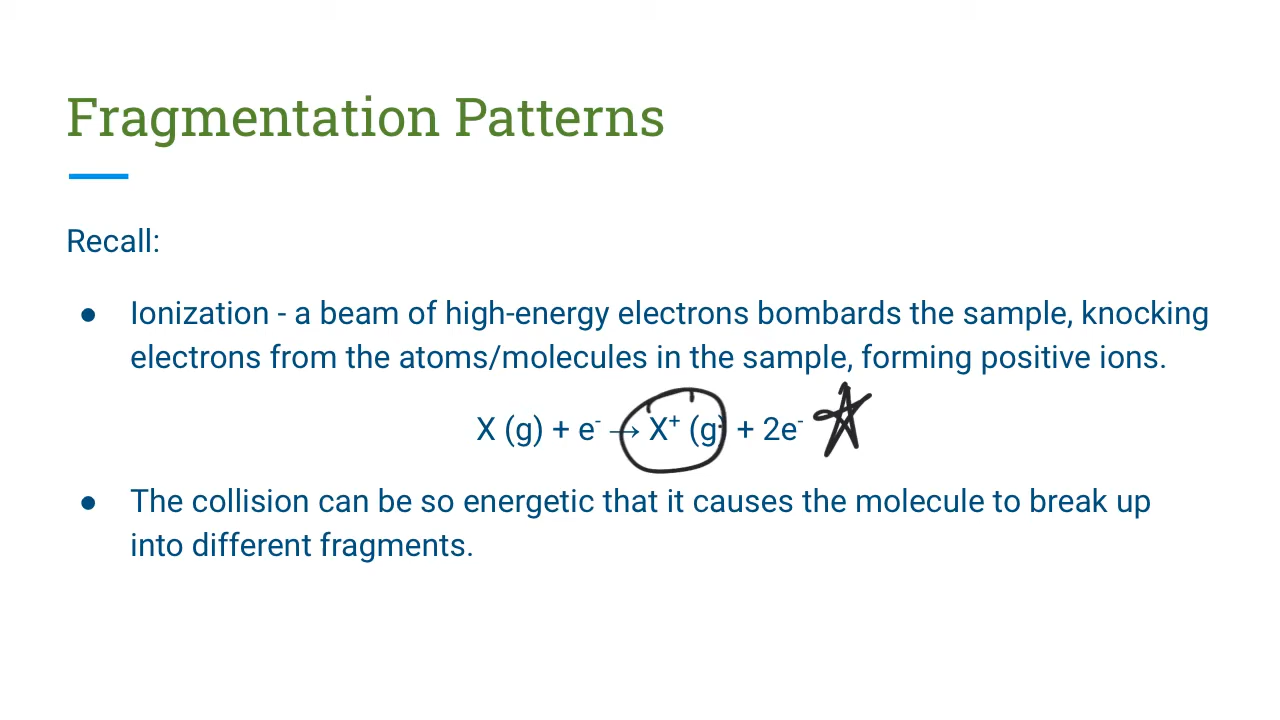 Fragmentation Patterns
Recall:
● Ionization - a beam of high-energy electrons bombards the sample, knocking
electrons from the atoms/molecules in the sample, forming positive ions.
X (g) + e⁻ → X⁺ (g) + 2e⁻
● The collision can be so energetic that it causes the molecule to break up
into different fragments.